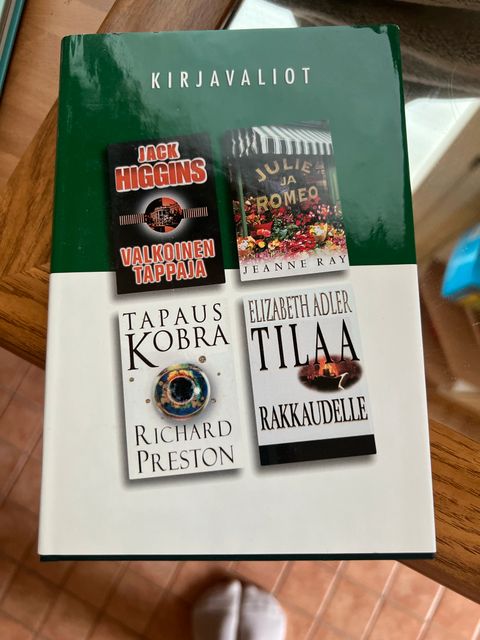 KIRJAVALIOT
JACK
HIGGINS
VALKOINEN
TAPPAJA
JULIE
JA
ROMEO
JEANNE RAY
TAPAUS
KOBRA
RICHARD
PRESTON
ELIZABETH ADLER
TILAA
RAKKAUDELLE